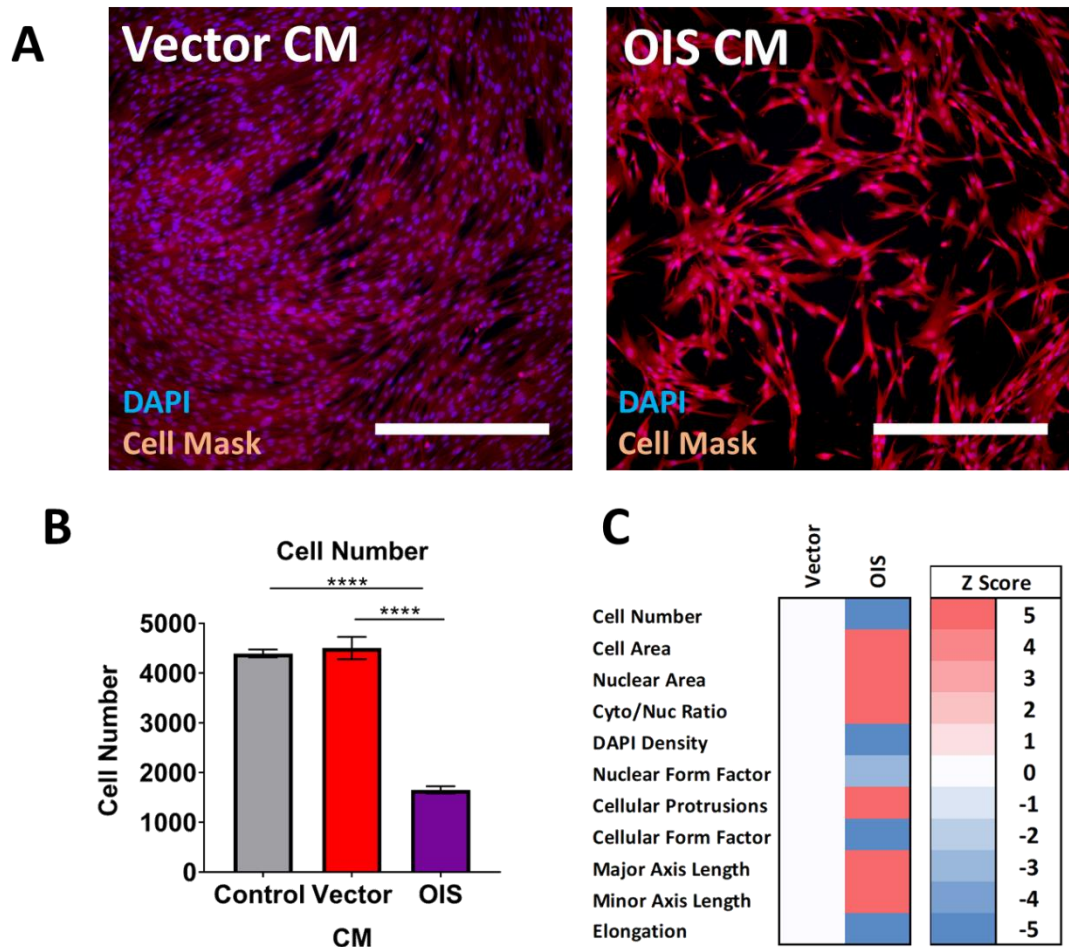 A
Vector CM
OIS CM
DAPI
Cell Mask
DAPI
Cell Mask
B
Cell Number
****
****
Cell Number
5000
4000
3000
2000
1000
0
Control Vector OIS
CM
C
Vector
OIS
Z Score
Cell Number
Cell Area
Nuclear Area
Cyto/Nuc Ratio
DAPI Density
Nuclear Form Factor
Cellular Protrusions
Cellular Form Factor
Major Axis Length
Minor Axis Length
Elongation
5
4
3
2
1
0
-1
-2
-3
-4
-5